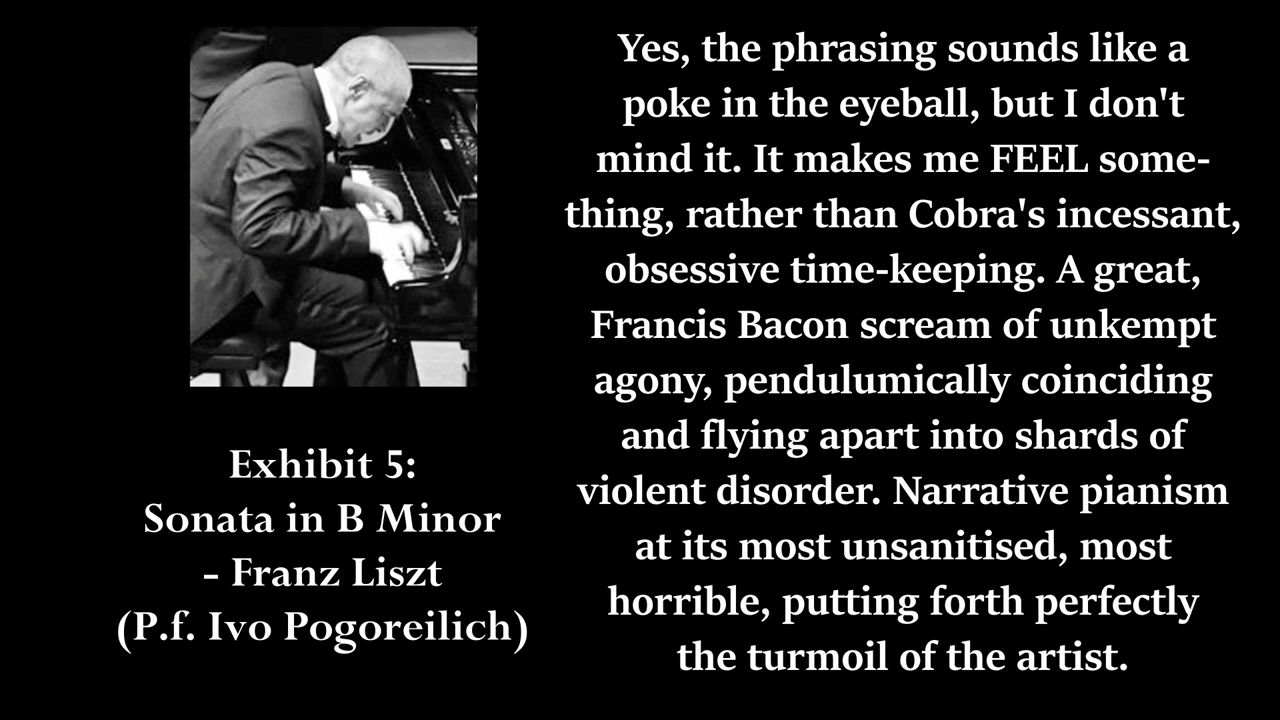 Exhibit 5:
Sonata in B Minor
- Franz Liszt
(P.f. Ivo Pogoreilich)
Yes, the phrasing sounds like a
poke in the eyeball, but I don't
mind it. It makes me FEEL some-
thing, rather than Cobra's incessant,
obsessive time-keeping. A great,
Francis Bacon scream of unkempt
agony, pendulumically coinciding
and flying apart into shards of
violent disorder. Narrative pianism
at its most unsanitised, most
horrible, putting forth perfectly
the turmoil of the artist.